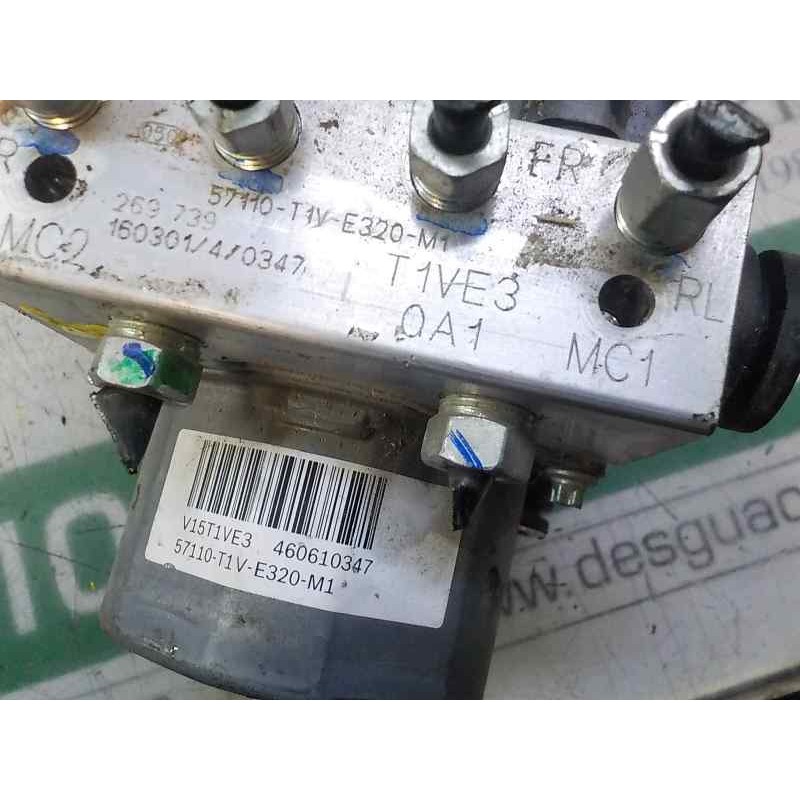 050
R
FR
269 739
57110-T1V-E320-M1
160301/4/0347
MC2
T1VE3
RL
0A1
MC1
V15T1VE3 460610347
57110-T1V-E320-M1
www.desguac